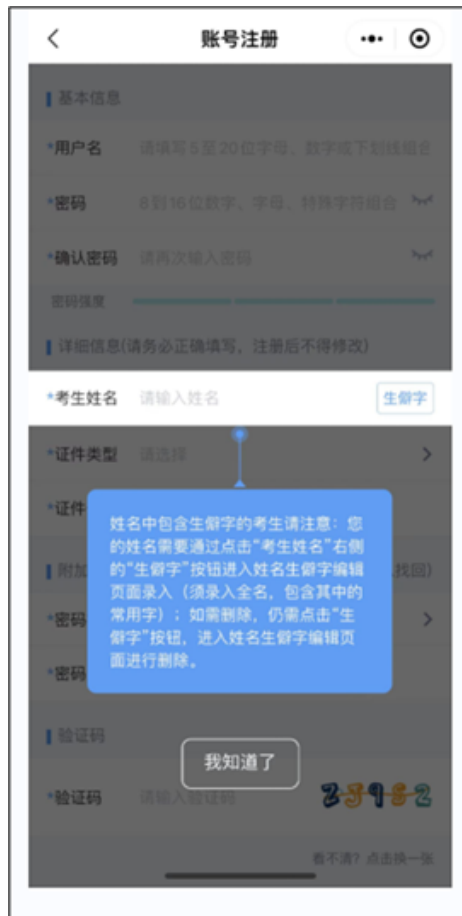 账号注册
基本信息
*用户名 请填写5至20位字母、数字或下划线组合
*密码 8到16位数字、字母、特殊字符组合
*确认密码 请再次输入密码
密码强度
详细信息(请务必正确填写，注册后不得修改)
*考生姓名 请输入姓名 生僻字
*证件类型 请选择
*证件
姓名中包含生僻字的考生请注意：您
的姓名需要通过点击“考生姓名”右侧
的“生僻字”按钮进入姓名生僻字编辑
页面录入（须录入全名，包含其中的
常用字）；如需删除，仍需点击“生
僻字”按钮，进入姓名生僻字编辑页
面进行删除。
附加 找回)
*密码
*密码
验证码
我知道了
*验证码 请输入验证码 23982
看不清？点击换一张